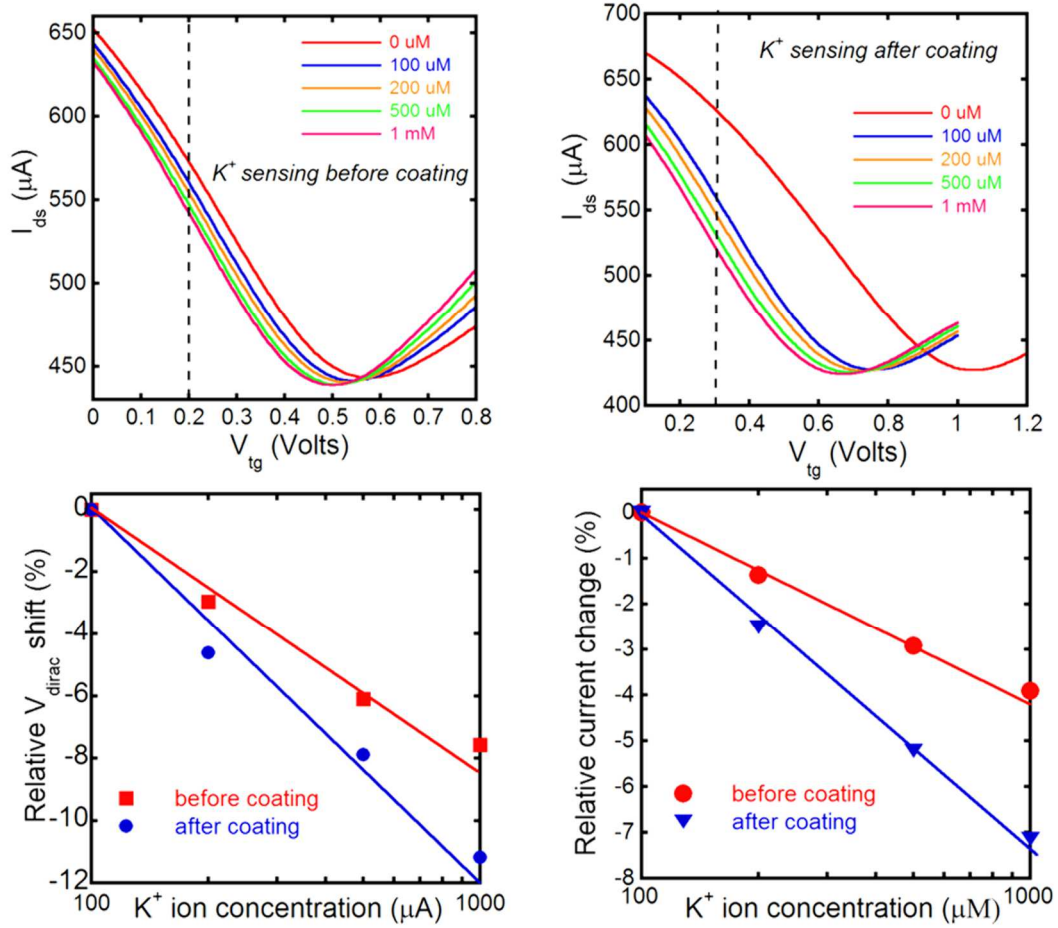 650
600
550
500
450
I_ds (μA)
0 uM
100 uM
200 uM
500 uM
1 mM
K⁺ sensing before coating
0 0.1 0.2 0.3 0.4 0.5 0.6 0.7 0.8
V_tg (Volts)
700
650
600
550
500
450
400
I_ds (μA)
K⁺ sensing after coating
0 uM
100 uM
200 uM
500 uM
1 mM
0.2 0.4 0.6 0.8 1 1.2
V_tg (Volts)
0
-2
-4
-6
-8
-10
-12
Relative V_dirac shift (%)
before coating
after coating
100 1000
K⁺ ion concentration (μA)
0
-1
-2
-3
-4
-5
-6
-7
-8
Relative current change (%)
before coating
after coating
100 1000
K⁺ ion concentration (μM)